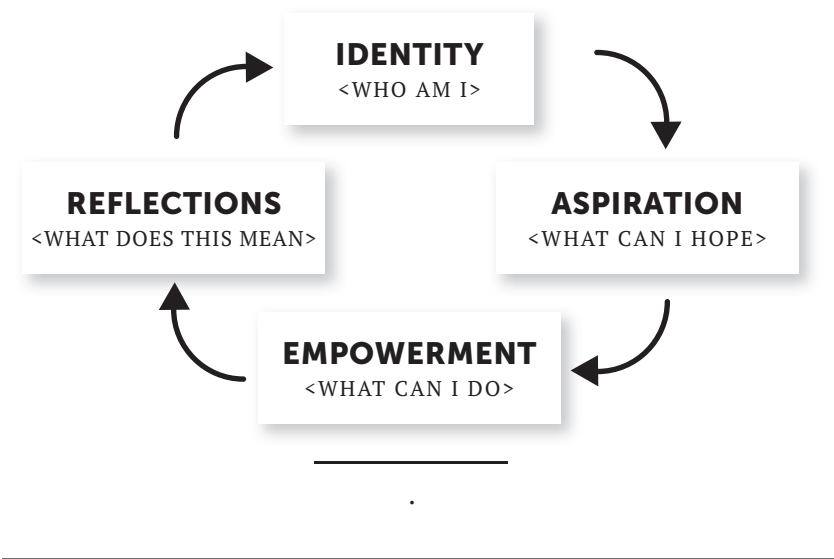 IDENTITY
<WHO AM I>
REFLECTIONS
<WHAT DOES THIS MEAN>
ASPIRATION
<WHAT CAN I HOPE>
EMPOWERMENT
<WHAT CAN I DO>
.